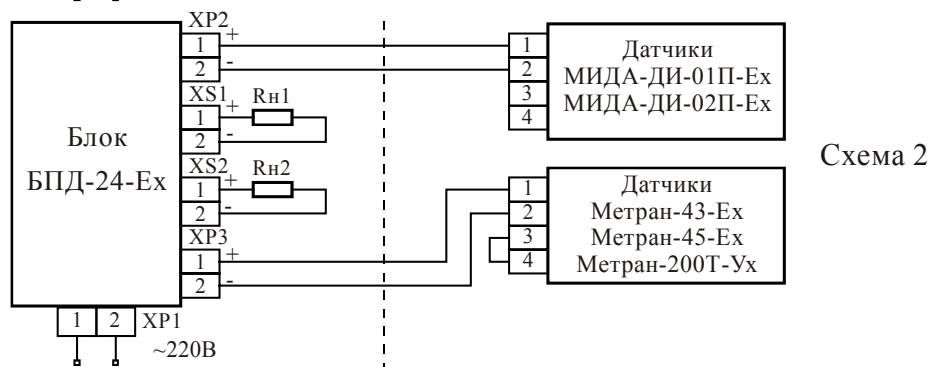 XP2
1 +
2 -
XS1
1 +
2 -
Rн1
XS2
1 +
2 -
Rн2
XP3
1 +
2 -
Блок
БПД-24-Ех
1 2 XP1
~220В
1
2
3
4
Датчики
МИДА-ДИ-01П-Ех
МИДА-ДИ-02П-Ех
1
2
3
4
Датчики
Метран-43-Ех
Метран-45-Ех
Метран-200Т-Ух
Схема 2